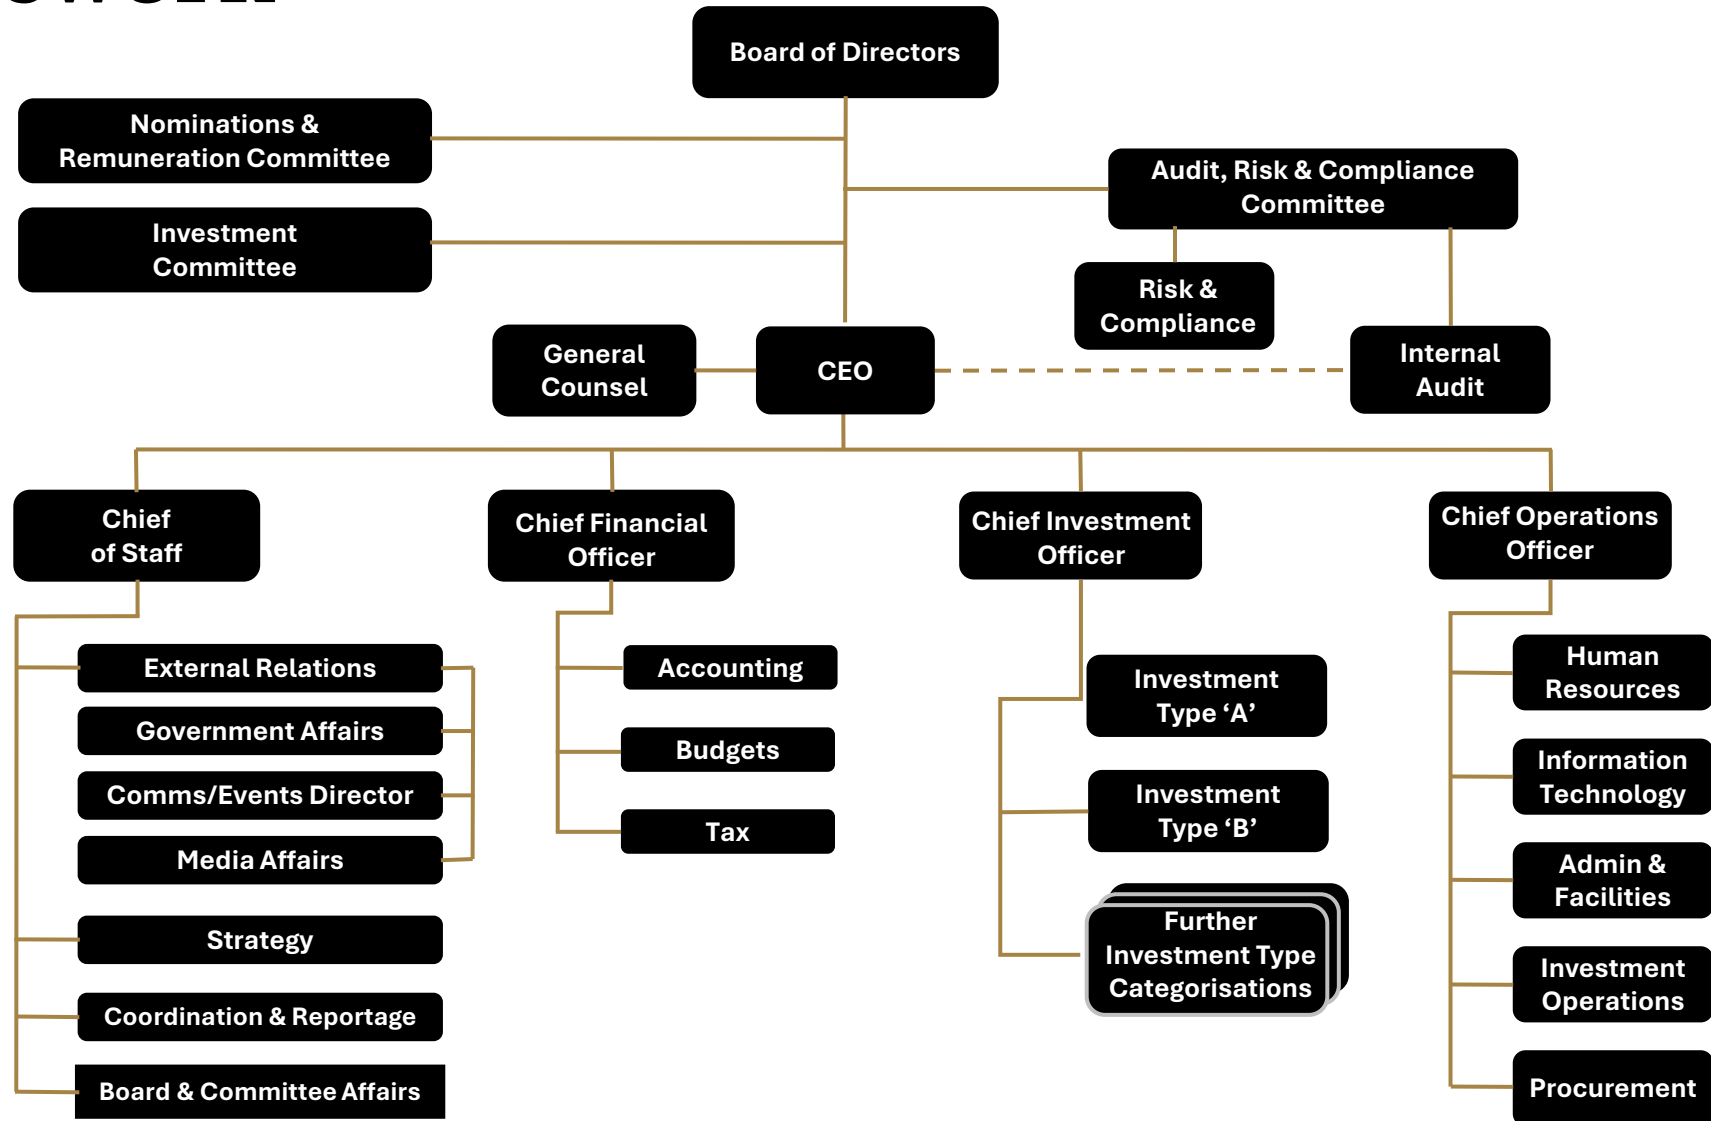 Board of Directors
Nominations &
Remuneration Committee
Audit, Risk & Compliance
Committee
Investment
Committee
Risk &
Compliance
General
Counsel
CEO
Internal
Audit
Chief
of Staff
Chief Financial
Officer
Chief Investment
Officer
Chief Operations
Officer
External Relations
Government Affairs
Comms/Events Director
Media Affairs
Strategy
Coordination & Reportage
Board & Committee Affairs
Accounting
Budgets
Tax
Investment
Type ‘A’
Investment
Type ‘B’
Further
Investment Type
Categorisations
Human
Resources
Information
Technology
Admin &
Facilities
Investment
Operations
Procurement